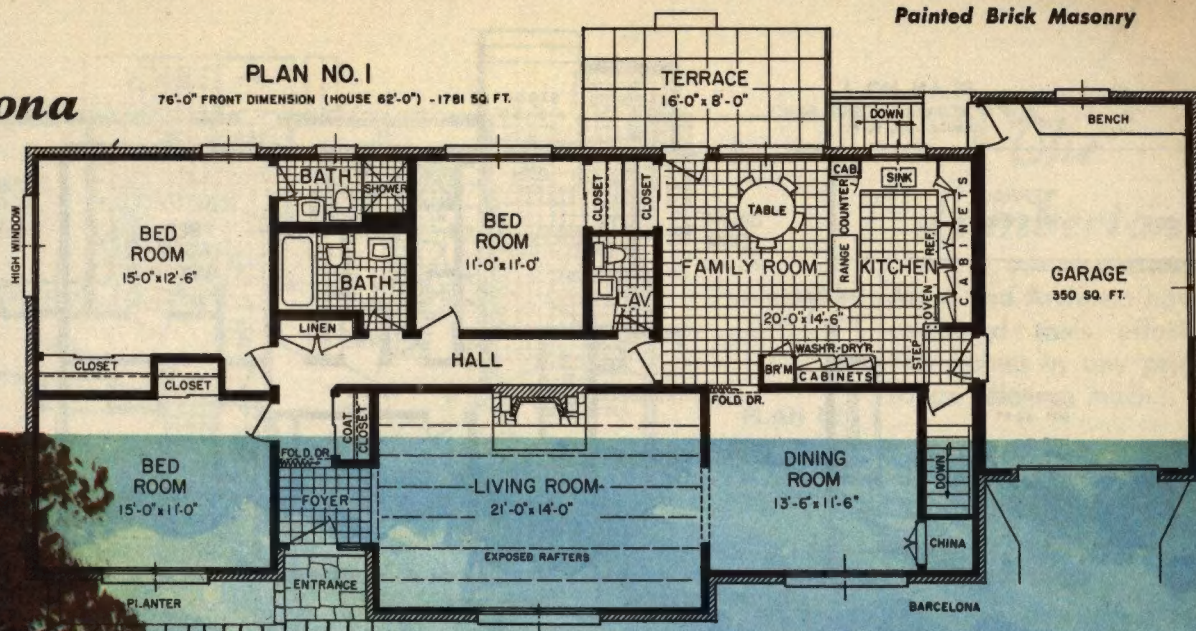 Painted Brick Masonry
ona
PLAN NO. 1
76'-0" FRONT DIMENSION (HOUSE 62'-0") - 1781 SQ. FT.
TERRACE
16'-0" x 8'-0"
DOWN
BENCH
BATH
SHOWER
CLOSET
CLOSET
CAB.
SINK
TABLE
COUNTER
RANGE
REF.
OVEN
CABINETS
HIGH WINDOW
BED
ROOM
15'-0" x 12'-6"
BED
ROOM
11'-0" x 11'-0"
BATH
LAV
FAMILY ROOM
20'-0" x 14'-6"
KITCHEN
GARAGE
350 SQ. FT.
LINEN
HALL
CLOSET
CLOSET
WASH'R.-DRY'R
BR'M
CABINETS
STEP
FOLD. DR.
COAT
CLOSET
FOLD. DR.
BED
ROOM
15'-0" x 11'-0"
FOYER
LIVING ROOM
21'-0" x 14'-0"
EXPOSED RAFTERS
DINING
ROOM
13'-6" x 11'-6"
DOWN
CHINA
ENTRANCE
PLANTER
BARCELONA